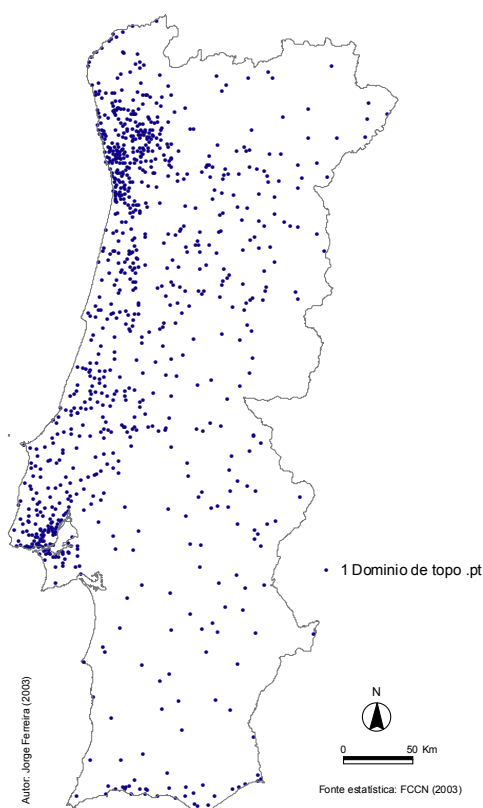 1 Dominio de topo .pt
Autor: Jorge Ferreira (2003)
N
0 50 Km
Fonte estatística: FCCN (2003)